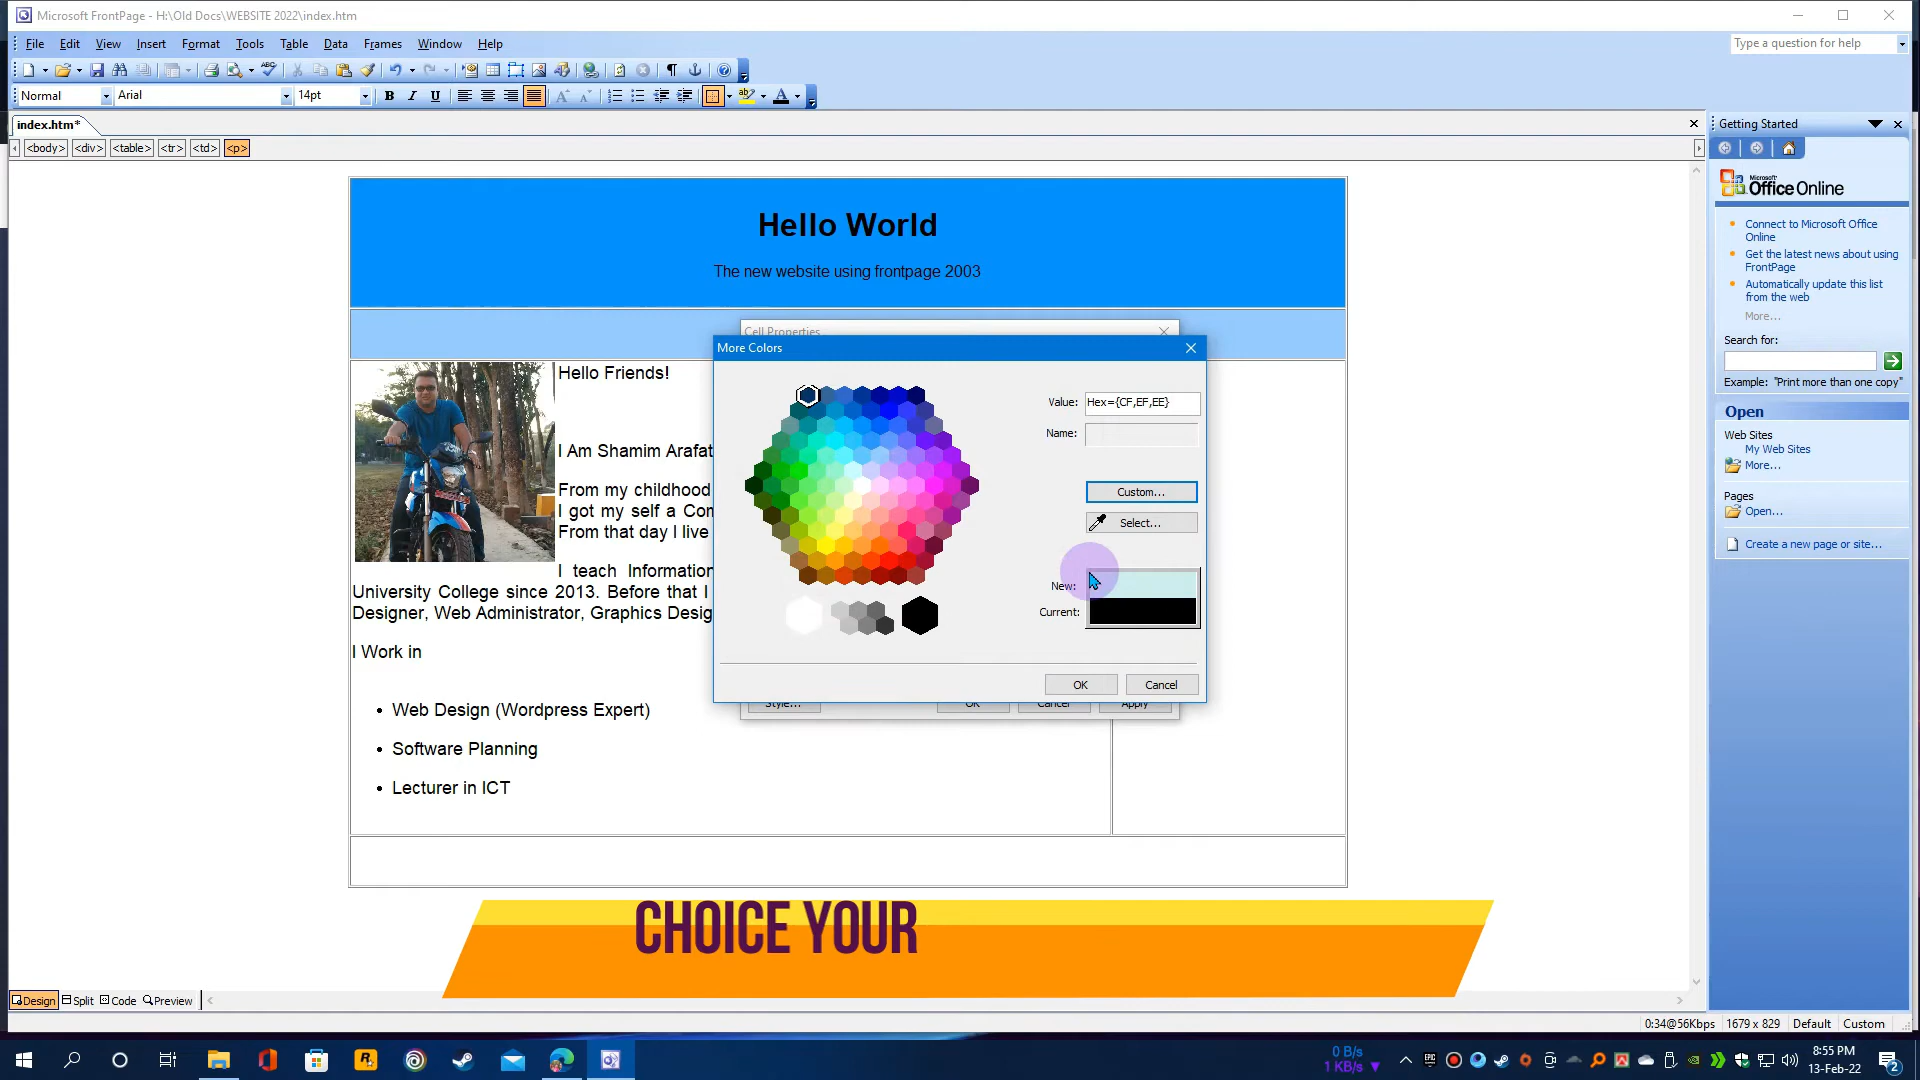 Microsoft FrontPage - H:\Old Docs\WEBSITE 2022\index.htm
File Edit View Insert Format Tools Table Data Frames Window Help
Type a question for help
Normal Arial 14pt B I U
index.htm*
Getting Started
<body> <div> <table> <tr> <td> <p>
Microsoft
Office Online
Connect to Microsoft Office
Online
Get the latest news about using
FrontPage
Automatically update this list
from the web
More...
Search for:
Example: "Print more than one copy"
Open
Web Sites
My Web Sites
More...
Pages
Open...
Create a new page or site...
Hello World
The new website using frontpage 2003
Cell Properties
More Colors
Value: Hex={CF,EF,EE}
Name:
Custom...
Select...
New:
Current:
OK Cancel
Style... OK Cancel Apply
Hello Friends!
I Am Shamim Arafat
From my childhood
I got my self a Com
From that day I live
I teach Information
University College since 2013. Before that I
Designer, Web Administrator, Graphics Desig
I Work in
• Web Design (Wordpress Expert)
• Software Planning
• Lecturer in ICT
CHOICE YOUR
Design Split Code Preview
0:34@56Kbps 1679 x 829 Default Custom
0 B/s
1 KB/s
8:55 PM
13-Feb-22
2